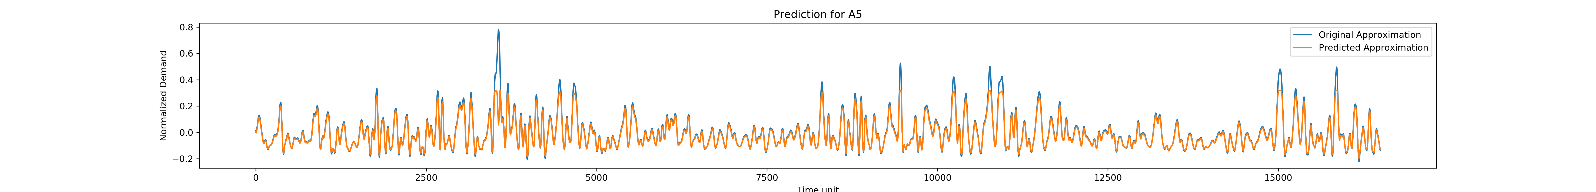 Prediction for A5
Normalized Demand
0.8
0.6
0.4
0.2
0.0
−0.2
0
2500
5000
7500
10000
12500
15000
Time unit
Original Approximation
Predicted Approximation